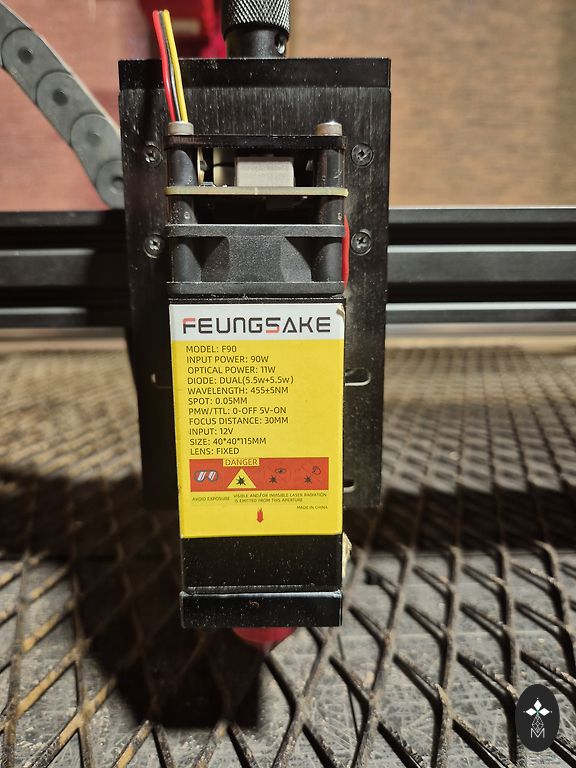 FEUNGSAKE
MODEL: F90
INPUT POWER: 90W
OPTICAL POWER: 11W
DIODE: DUAL(5.5w+5.5w)
WAVELENGTH: 455±5NM
SPOT: 0.05MM
PMW/TTL: 0-OFF 5V-ON
FOCUS DISTANCE: 30MM
INPUT: 12V
SIZE: 40*40*115MM
LENS: FIXED
DANGER
AVOID EXPOSURE VISIBLE AND/OR INVISIBLE LASER RADIATION
IS EMITTED FROM THIS APERTURE
MADE IN CHINA
M